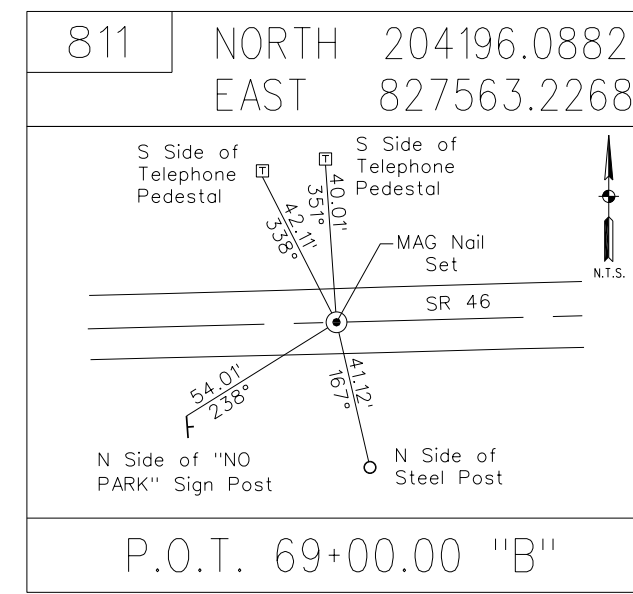 811
NORTH 204196.0882
EAST 827563.2268
S Side of
Telephone
Pedestal
S Side of
Telephone
Pedestal
T
T
42.11'
338°
40.01'
351°
MAG Nail
Set
N.T.S.
SR 46
54.01'
238°
41.12'
167°
N Side of "NO
PARK" Sign Post
N Side of
Steel Post
P.O.T. 69+00.00 "B"